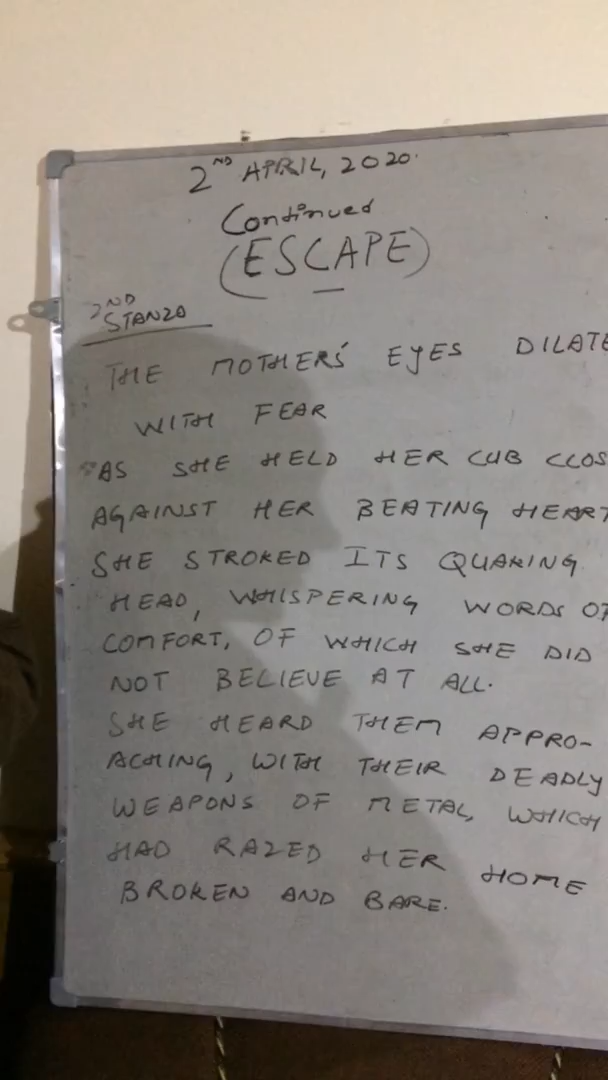 2ND APRIL, 2020.
Continued
(ESCAPE)
2ND
STANZA
THE MOTHERS' EYES DILATE
WITH FEAR
AS SHE HELD HER CUB CLOS
AGAINST HER BEATING HEART
SHE STROKED ITS QUAKING
HEAD, WHISPERING WORDS OF
COMFORT, OF WHICH SHE DID
NOT BELIEVE AT ALL.
SHE HEARD THEM APPRO-
ACHING, WITH THEIR DEADLY
WEAPONS OF METAL, WHICH
HAD RAZED HER HOME
BROKEN AND BARE.